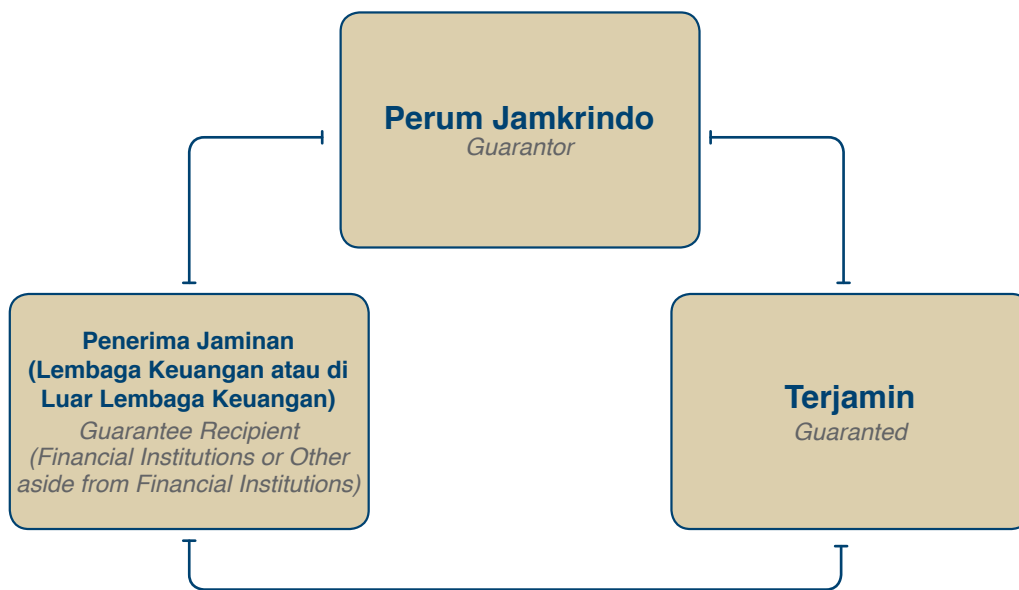 Perum Jamkrindo
Guarantor
Penerima Jaminan
(Lembaga Keuangan atau di
Luar Lembaga Keuangan)
Guarantee Recipient
(Financial Institutions or Other
aside from Financial Institutions)
Terjamin
Guaranted